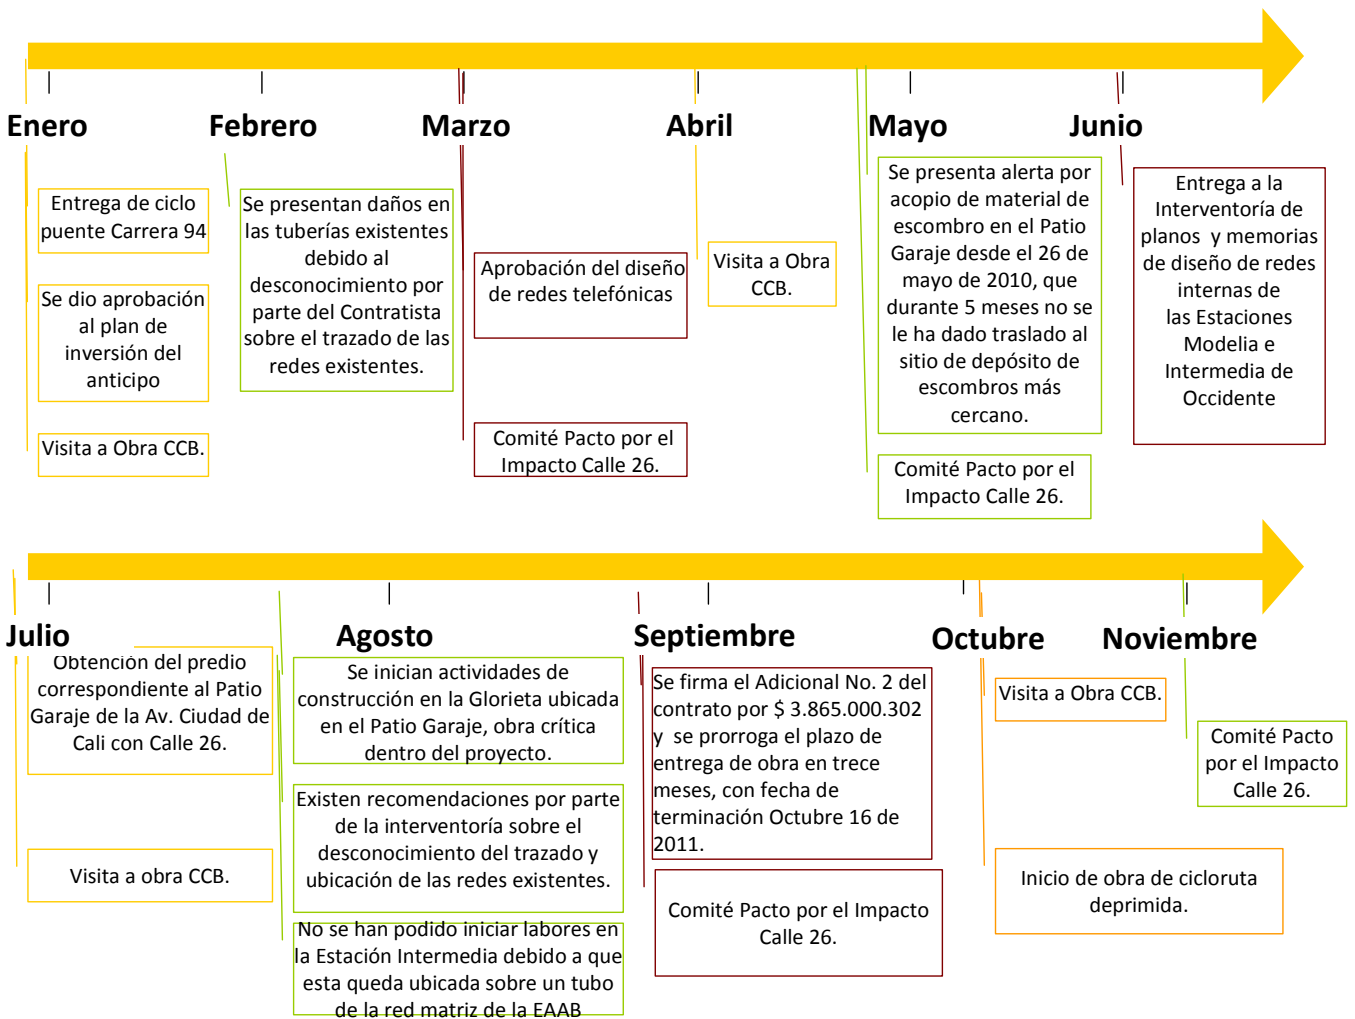 Enero
Febrero
Marzo
Abril
Mayo
Junio
Entrega de ciclo
puente Carrera 94
Se dio aprobación
al plan de
inversión del
anticipo
Visita a Obra CCB.
Se presentan daños en
las tuberías existentes
debido al
desconocimiento por
parte del Contratista
sobre el trazado de las
redes existentes.
Aprobación del diseño
de redes telefónicas
Comité Pacto por el
Impacto Calle 26.
Visita a Obra
CCB.
Se presenta alerta por
acopio de material de
escombro en el Patio
Garaje desde el 26 de
mayo de 2010, que
durante 5 meses no se
le ha dado traslado al
sitio de depósito de
escombros más
cercano.
Comité Pacto por el
Impacto Calle 26.
Entrega a la
Interventoría de
planos y memorias
de diseño de redes
internas de
las Estaciones
Modelia e
Intermedia de
Occidente
Julio
Agosto
Septiembre
Octubre
Noviembre
Obtención del predio
correspondiente al Patio
Garaje de la Av. Ciudad de
Cali con Calle 26.
Visita a obra CCB.
Se inician actividades de
construcción en la Glorieta ubicada
en el Patio Garaje, obra crítica
dentro del proyecto.
Existen recomendaciones por parte
de la interventoría sobre el
desconocimiento del trazado y
ubicación de las redes existentes.
No se han podido iniciar labores en
la Estación Intermedia debido a que
esta queda ubicada sobre un tubo
de la red matriz de la EAAB
Se firma el Adicional No. 2 del
contrato por $ 3.865.000.302
y se prorroga el plazo de
entrega de obra en trece
meses, con fecha de
terminación Octubre 16 de
2011.
Comité Pacto por el Impacto
Calle 26.
Visita a Obra CCB.
Inicio de obra de cicloruta
deprimida.
Comité Pacto
por el Impacto
Calle 26.